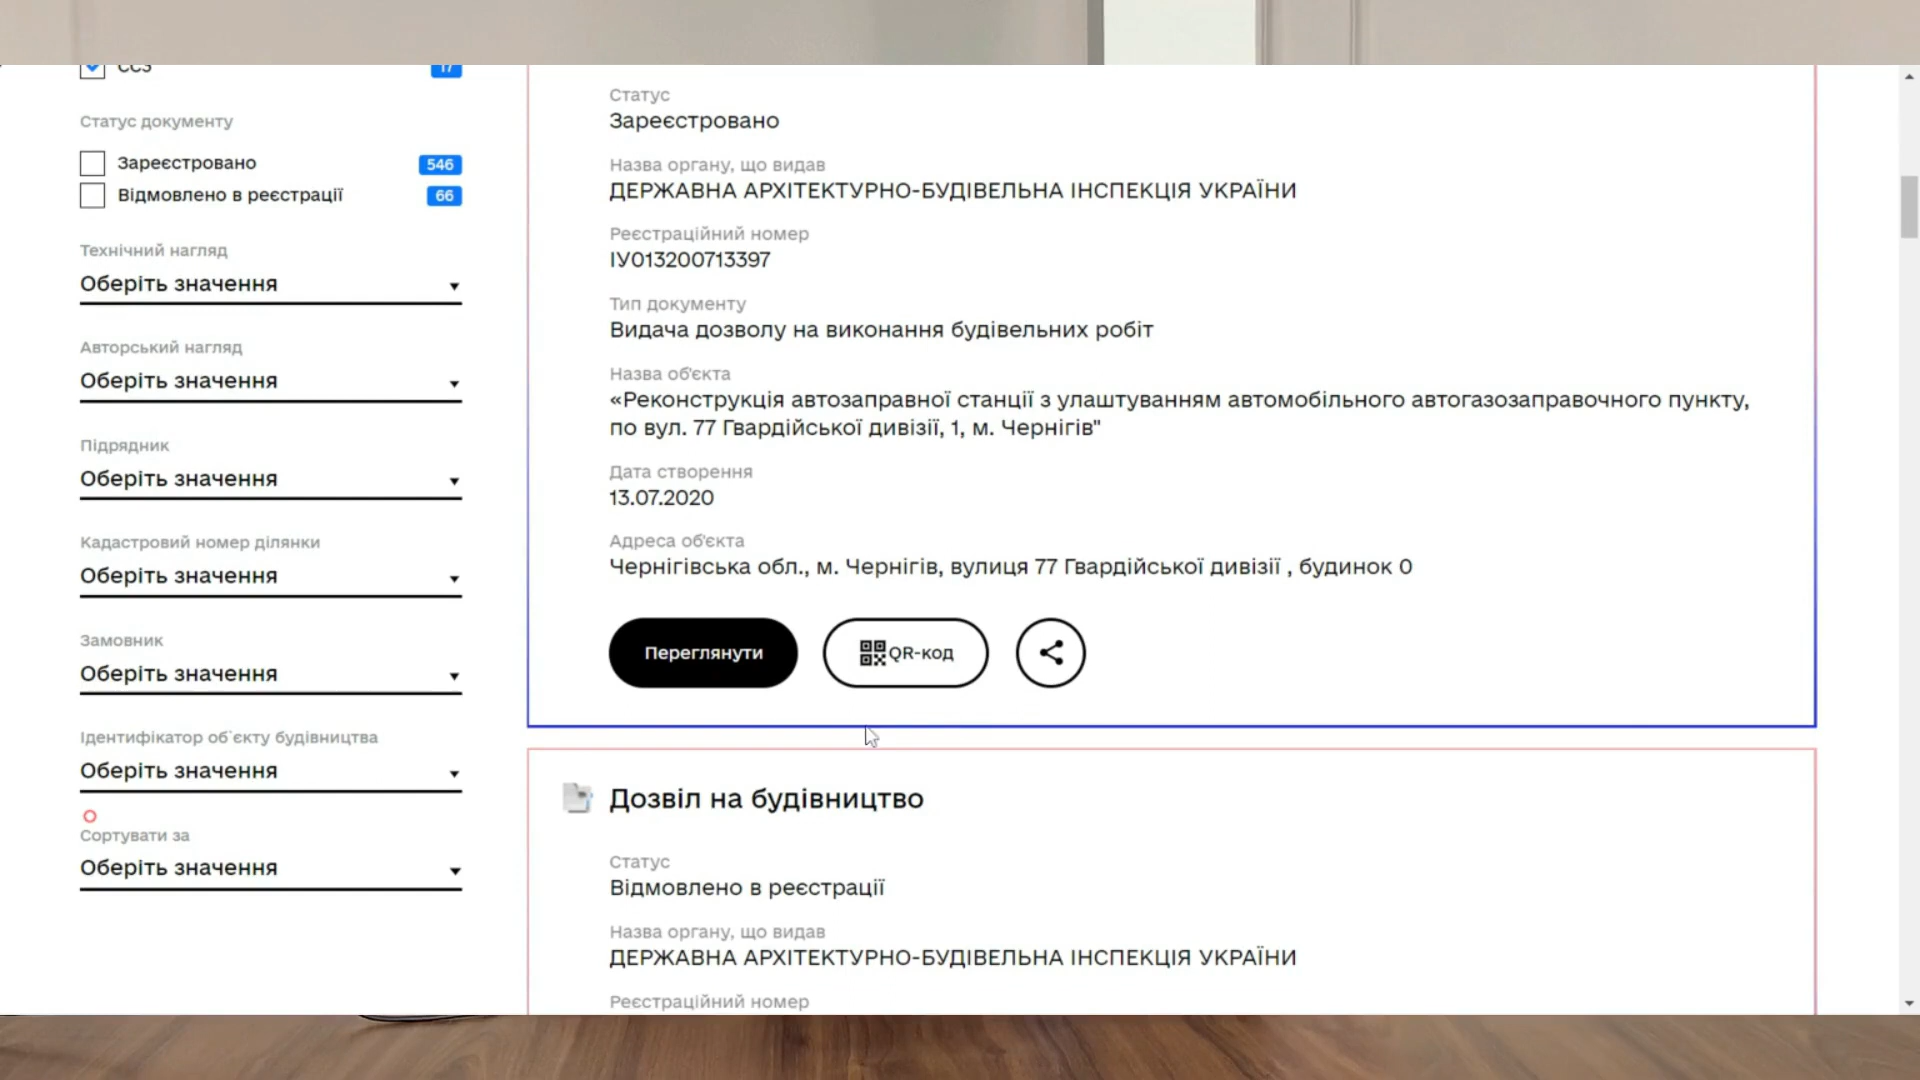 СС3
17
Статус документу
Зареєстровано
546
Відмовлено в реєстрації
66
Технічний нагляд
Оберіть значення
Авторський нагляд
Оберіть значення
Підрядник
Оберіть значення
Кадастровий номер ділянки
Оберіть значення
Замовник
Оберіть значення
Ідентифікатор об`єкту будівництва
Оберіть значення
Сортувати за
Оберіть значення
Статус
Зареєстровано
Назва органу, що видав
ДЕРЖАВНА АРХІТЕКТУРНО-БУДІВЕЛЬНА ІНСПЕКЦІЯ УКРАЇНИ
Реєстраційний номер
ІУ013200713397
Тип документу
Видача дозволу на виконання будівельних робіт
Назва об'єкта
«Реконструкція автозаправної станції з улаштуванням автомобільного автогазозаправочного пункту,
по вул. 77 Гвардійської дивізії, 1, м. Чернігів"
Дата створення
13.07.2020
Адреса об'єкта
Чернігівська обл., м. Чернігів, вулиця 77 Гвардійської дивізії , будинок 0
Переглянути
QR-код
Дозвіл на будівництво
Статус
Відмовлено в реєстрації
Назва органу, що видав
ДЕРЖАВНА АРХІТЕКТУРНО-БУДІВЕЛЬНА ІНСПЕКЦІЯ УКРАЇНИ
Реєстраційний номер